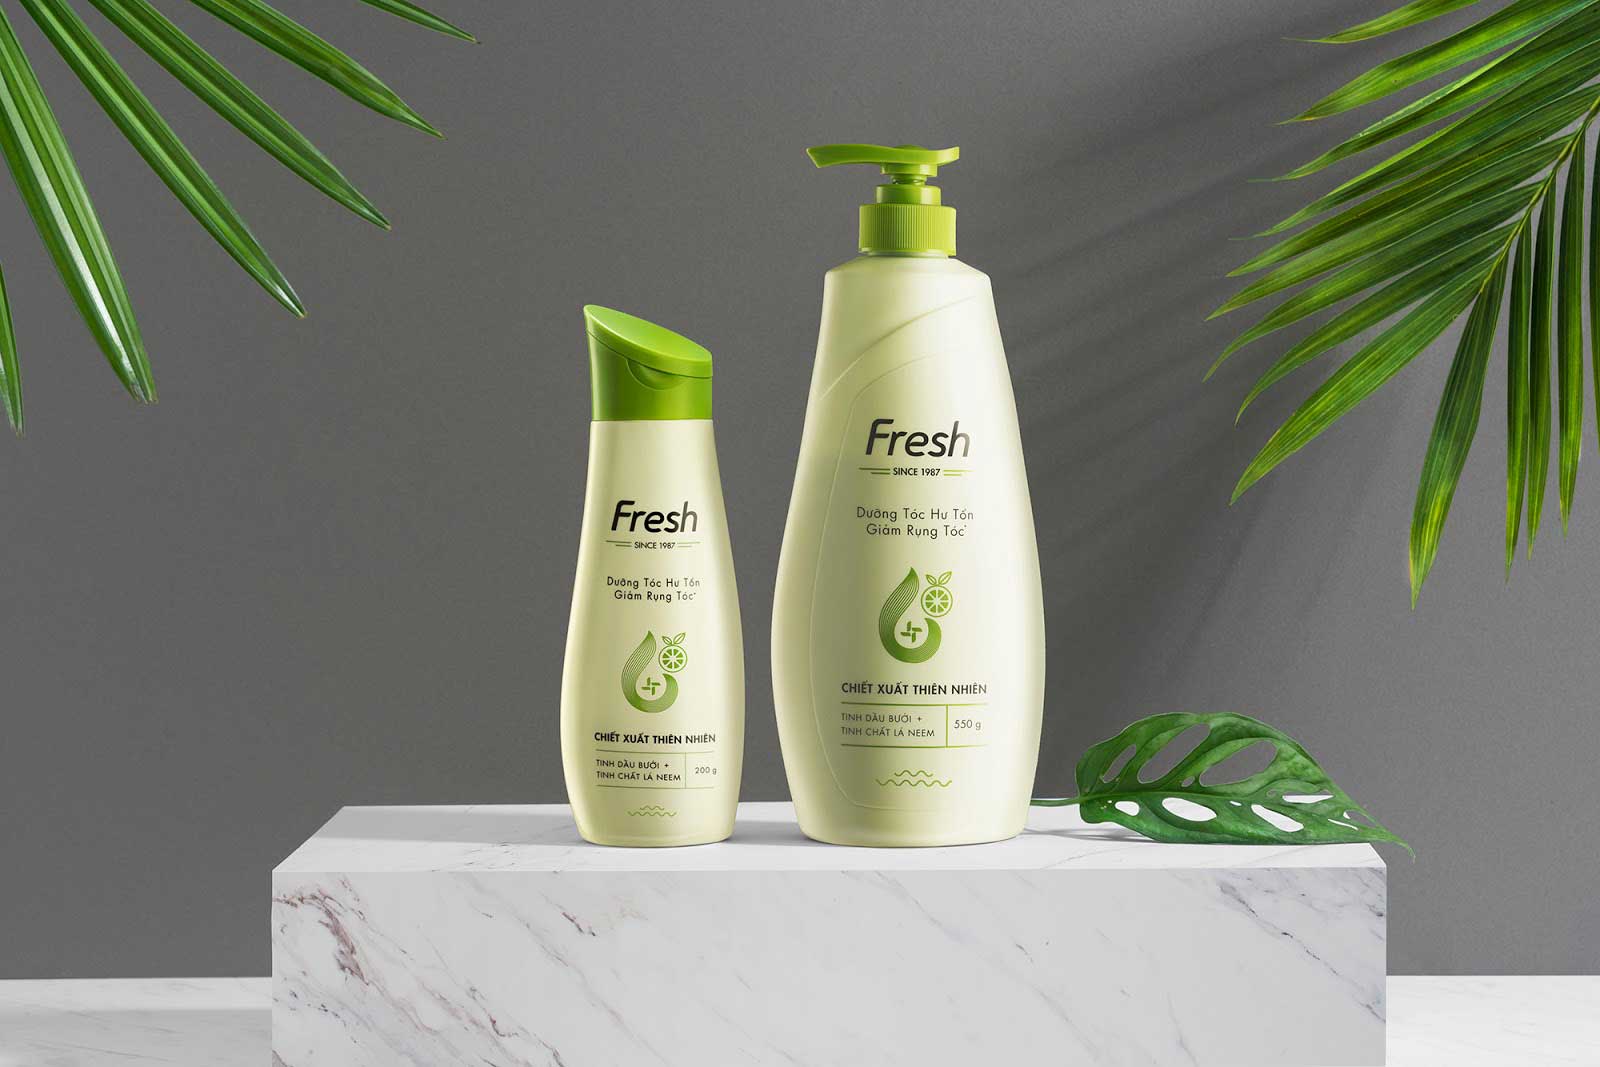 Fresh
SINCE 1987
Dưỡng Tóc Hư Tổn
Giảm Rụng Tóc*
CHIẾT XUẤT THIÊN NHIÊN
TINH DẦU BƯỞI +
TINH CHẤT LÁ NEEM
200 g
Fresh
SINCE 1987
Dưỡng Tóc Hư Tổn
Giảm Rụng Tóc*
CHIẾT XUẤT THIÊN NHIÊN
TINH DẦU BƯỞI +
TINH CHẤT LÁ NEEM
550 g